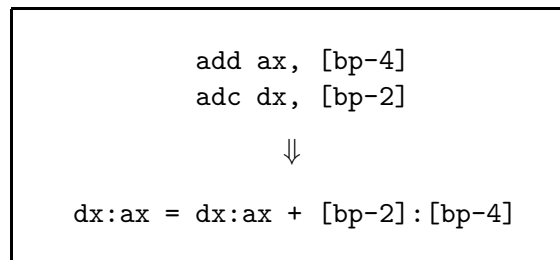 add ax, [bp-4]
adc dx, [bp-2]
⇓
dx:ax = dx:ax + [bp-2]:[bp-4]